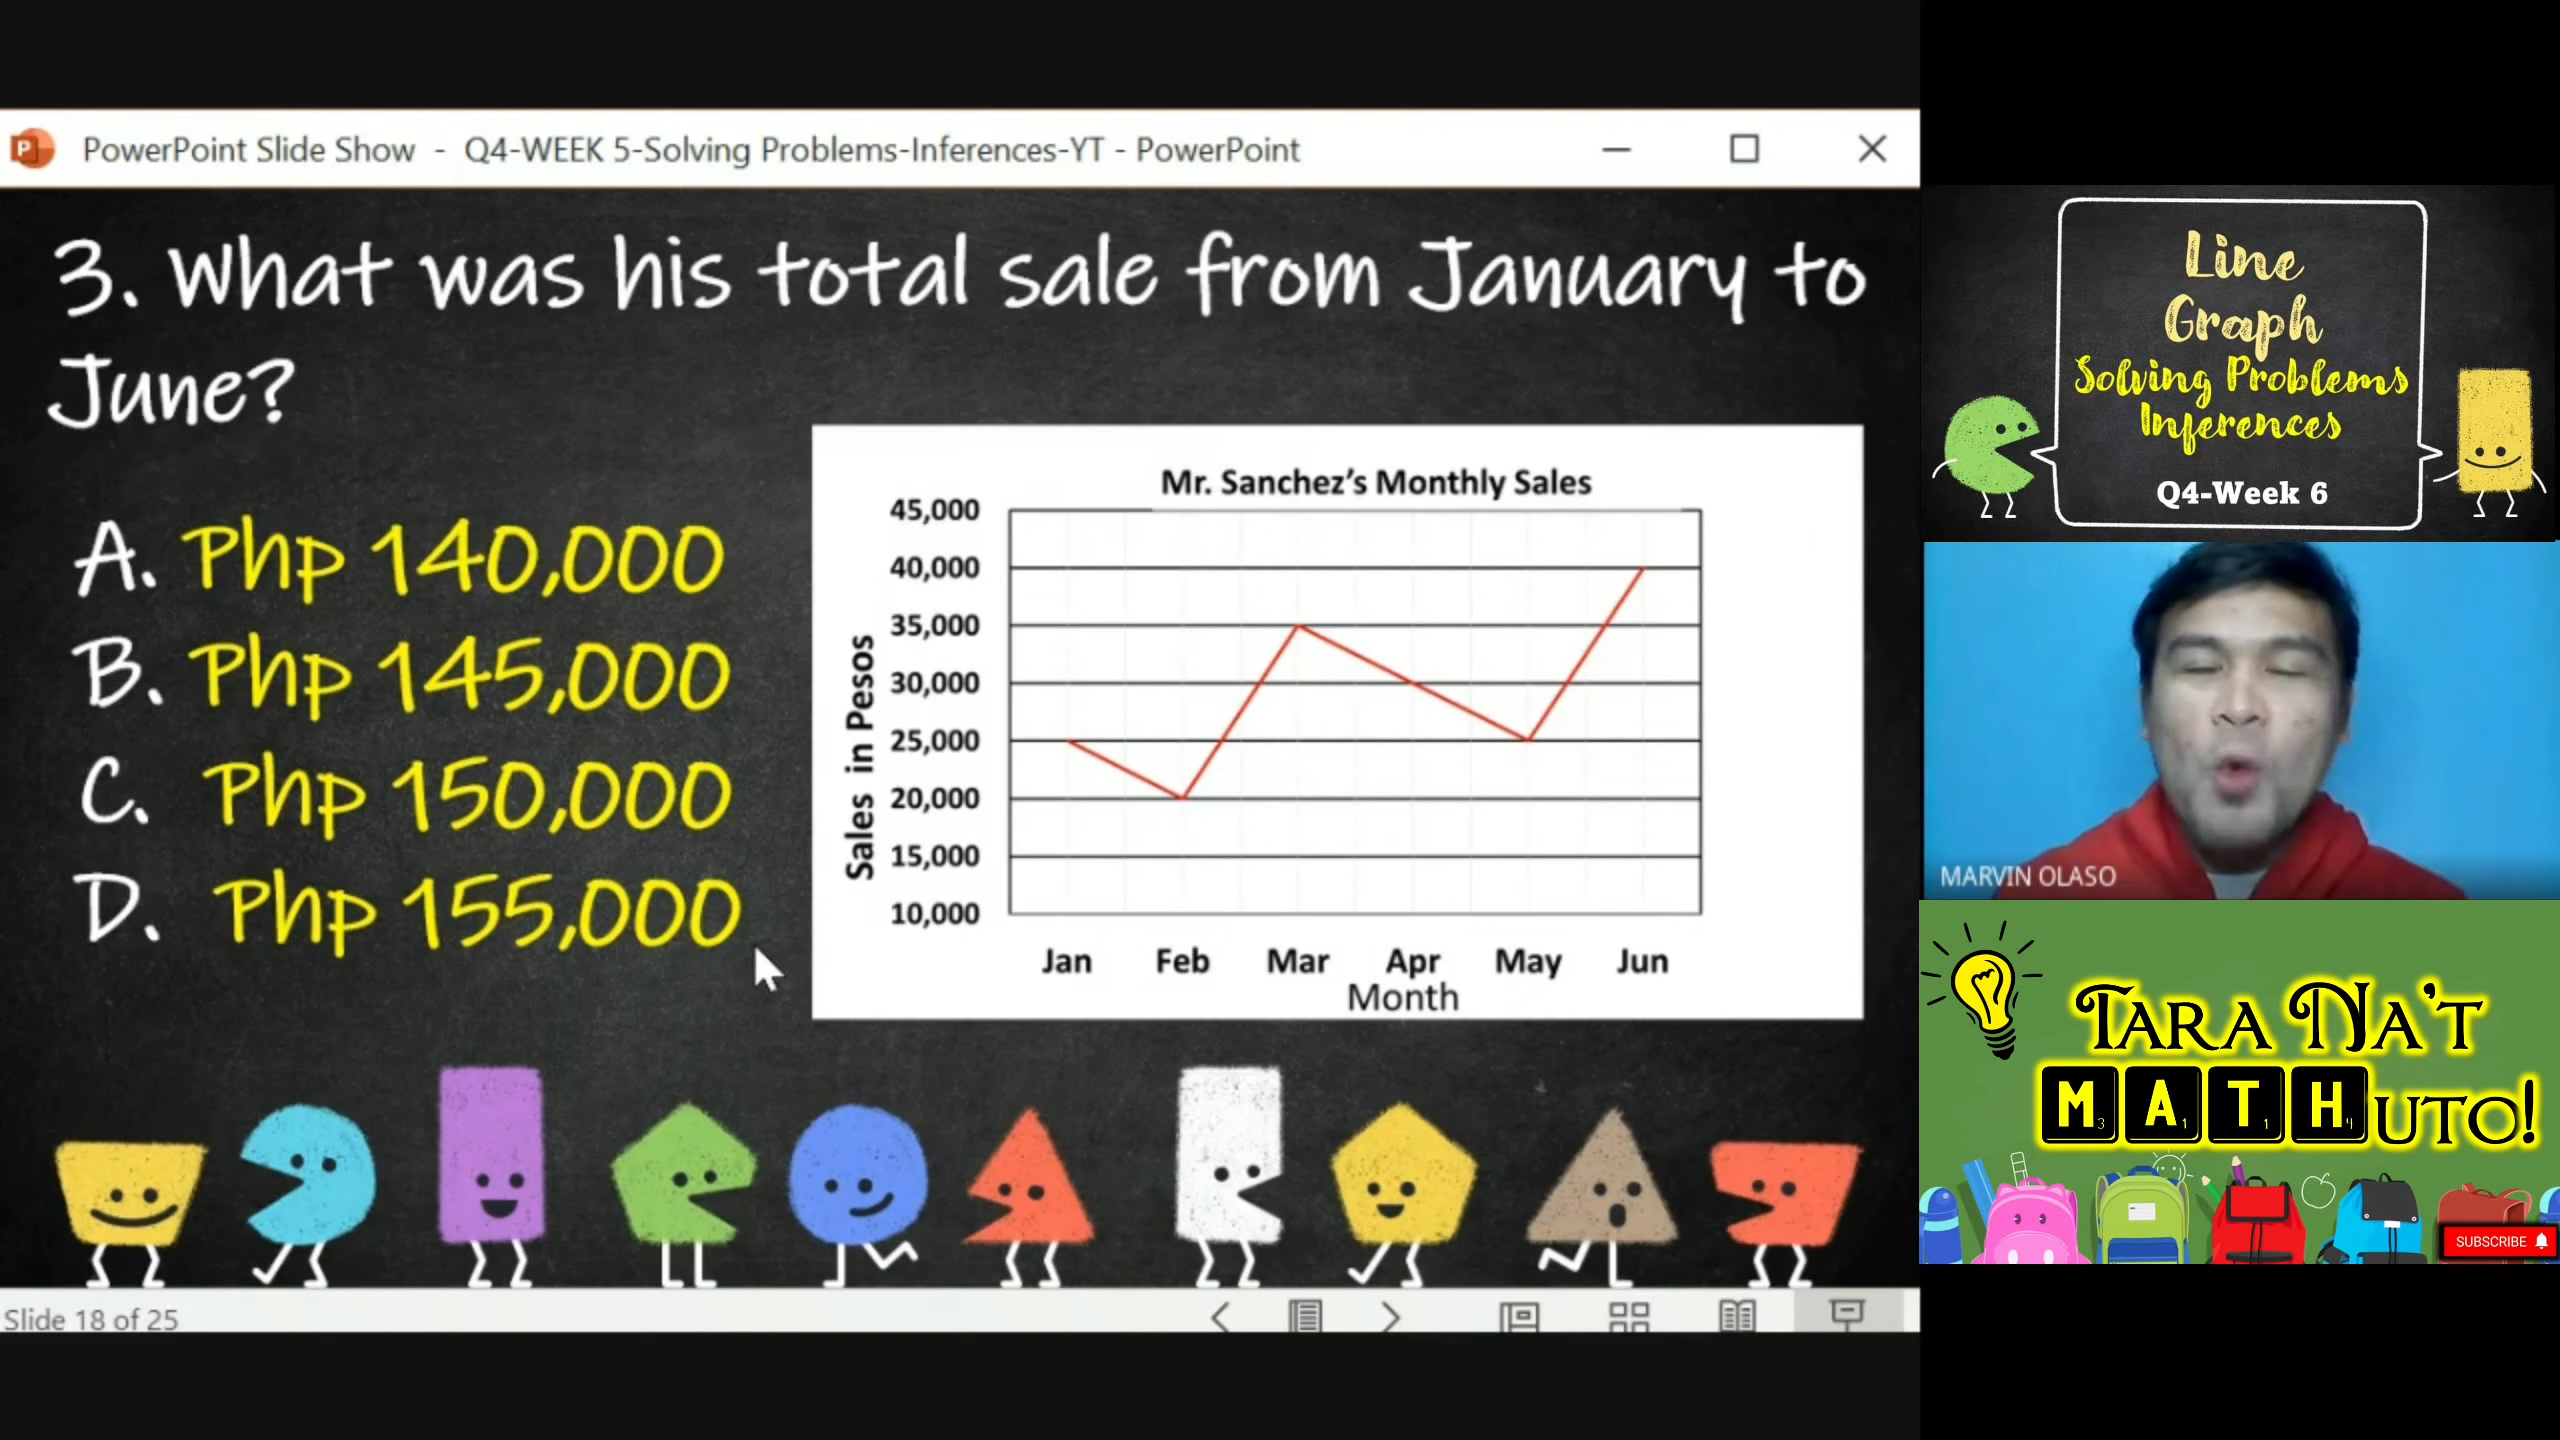 PowerPoint Slide Show - Q4-WEEK 5-Solving Problems-Inferences-YT - PowerPoint
3. What was his total sale from January to
June?
A. Php 140,000
B. Php 145,000
C. Php 150,000
D. Php 155,000
Mr. Sanchez's Monthly Sales
Sales in Pesos
45,000
40,000
35,000
30,000
25,000
20,000
15,000
10,000
Jan Feb Mar Apr May Jun
Month
Slide 18 of 25
Line
Graph
Solving Problems
Inferences
Q4-Week 6
MARVIN OLASO
TARA NA'T
MATHUTO!
SUBSCRIBE